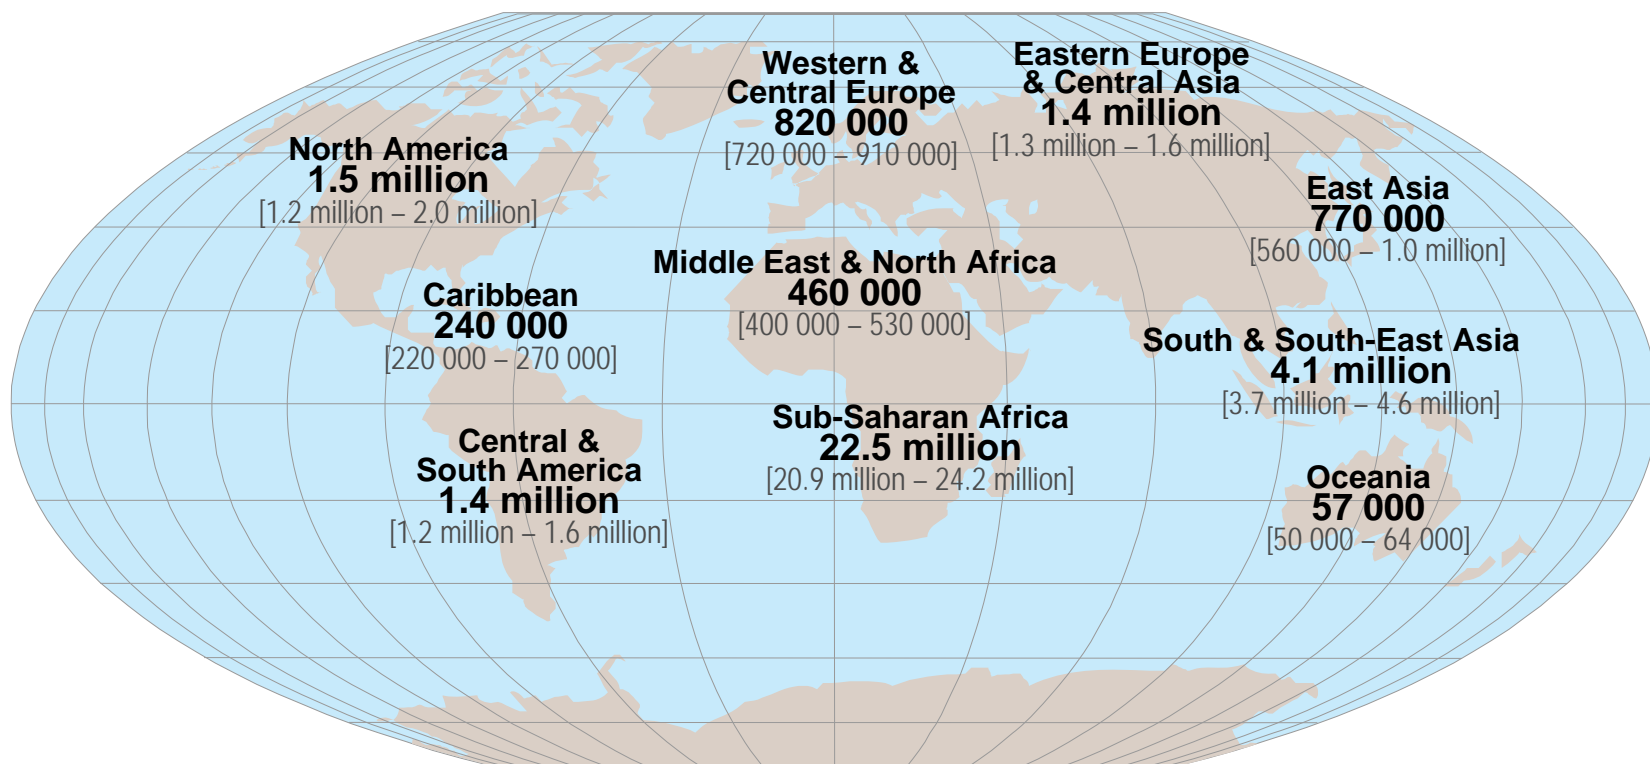 Western &
Central Europe
820 000
[720 000 – 910 000]
Eastern Europe
& Central Asia
1.4 million
[1.3 million – 1.6 million]
North America
1.5 million
[1.2 million – 2.0 million]
East Asia
770 000
[560 000 – 1.0 million]
Middle East & North Africa
460 000
[400 000 – 530 000]
Caribbean
240 000
[220 000 – 270 000]
South & South-East Asia
4.1 million
[3.7 million – 4.6 million]
Sub-Saharan Africa
22.5 million
[20.9 million – 24.2 million]
Central &
South America
1.4 million
[1.2 million – 1.6 million]
Oceania
57 000
[50 000 – 64 000]